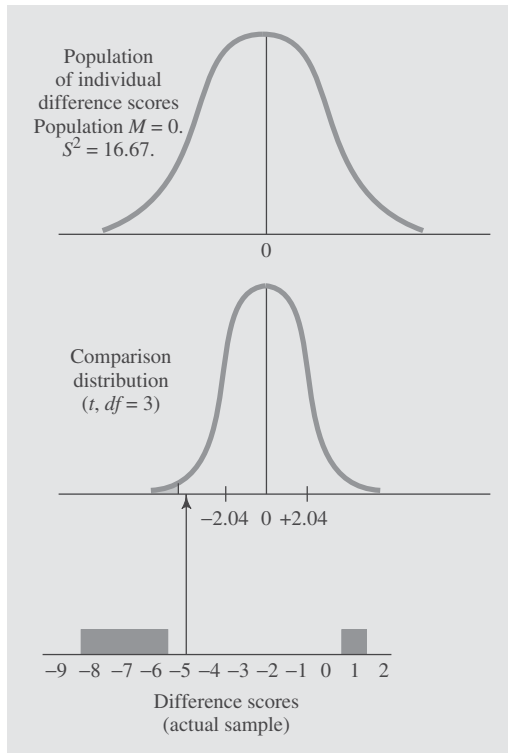 Population
of individual
difference scores
Population M = 0.
S² = 16.67.
0
Comparison
distribution
(t, df = 3)
−2.04 0 +2.04
−9 −8 −7 −6 −5 −4 −3 −2 −1 0 1 2
Difference scores
(actual sample)